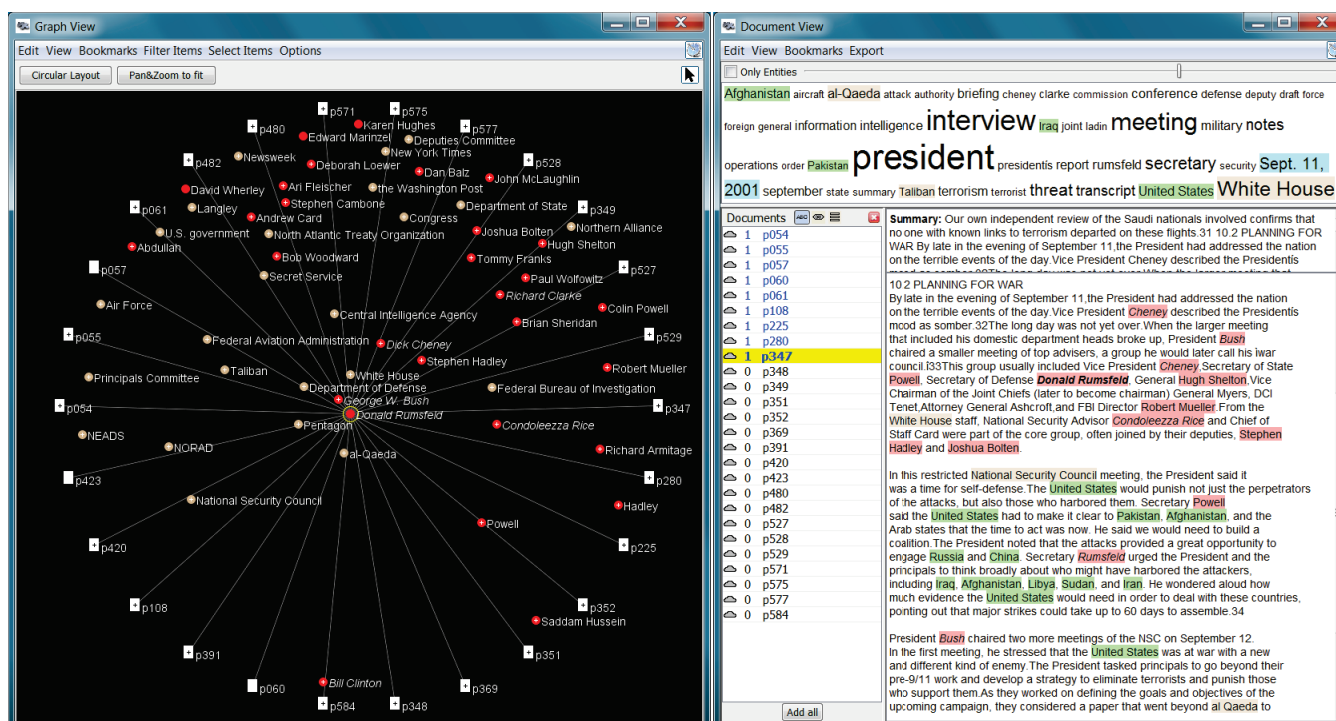 Graph View
Edit View Bookmarks Filter Items Select Items Options
Circular Layout Pan&Zoom to fit
p571
p575
Karen Hughes
p480
Edward Marinzel
Deputies/Committee
p577
Newsweek
New York Times
p482
Deborah Loewer
Dan Balz
p528
David Wherley
Ari Fleischer
the Washington Post
John McLaughlin
Langley
Stephen Cambone
Department of State
p061
Andrew Card
Congress
p349
U.S. government
North Atlantic Treaty Organization
Joshua Bolten
Northern Alliance
Abdullah
Bob Woodward
Hugh Shelton
p057
Secret Service
Tommy Franks
p527
Paul Wolfowitz
Air Force
Richard Clarke
Central Intelligence Agency
Colin Powell
p055
Federal Aviation Administration
Dick Cheney
Brian Sheridan
p529
Taliban
Stephen Hadley
Robert Mueller
Principals Committee
White House
Department of Defense
Federal Bureau of Investigation
p054
George W. Bush
p347
Donald Rumsfeld
NEADS
Pentagon
Condoleezza Rice
NORAD
al-Qaeda
Richard Armitage
p423
p280
National Security Council
Hadley
Powell
p420
p225
p108
p352
Saddam Hussein
p391
p351
p060
Bill Clinton
p369
p584
p348
Document View
Edit View Bookmarks Export
Only Entities
Afghanistan aircraft al-Qaeda attack authority briefing cheney clarke commission conference defense deputy draft force
foreign general information intelligence interview Iraq joint ladin meeting military notes
operations order Pakistan president presidentís report rumsfeld secretary security Sept. 11,
2001 september state summary Taliban terrorism terrorist threat transcript United States White House
Documents ABC
1 p054
1 p055
1 p057
1 p060
1 p061
1 p108
1 p225
1 p280
1 p347
0 p348
0 p349
0 p351
0 p352
0 p369
0 p391
0 p420
0 p423
0 p480
0 p482
0 p527
0 p528
0 p529
0 p571
0 p575
0 p577
0 p584
Add all
Summary: Our own independent review of the Saudi nationals involved confirms that
no one with known links to terrorism departed on these flights.31 10.2 PLANNING FOR
WAR By late in the evening of September 11,the President had addressed the nation
on the terrible events of the day.Vice President Cheney described the Presidentís
10.2 PLANNING FOR WAR
By late in the evening of September 11,the President had addressed the nation
on the terrible events of the day.Vice President Cheney described the Presidentís
mood as somber.32The long day was not yet over.When the larger meeting
that included his domestic department heads broke up, President Bush
chaired a smaller meeting of top advisers, a group he would later call his ìwar
council.î33This group usually included Vice President Cheney,Secretary of State
Powell, Secretary of Defense Donald Rumsfeld, General Hugh Shelton,Vice
Chairman of the Joint Chiefs (later to become chairman) General Myers, DCI
Tenet,Attorney General Ashcroft,and FBI Director Robert Mueller.From the
White House staff, National Security Advisor Condoleezza Rice and Chief of
Staff Card were part of the core group, often joined by their deputies, Stephen
Hadley and Joshua Bolten.
In this restricted National Security Council meeting, the President said it
was a time for self-defense.The United States would punish not just the perpetrators
of the attacks, but also those who harbored them. Secretary Powell
said the United States had to make it clear to Pakistan, Afghanistan, and the
Arab states that the time to act was now. He said we would need to build a
coalition.The President noted that the attacks provided a great opportunity to
engage Russia and China. Secretary Rumsfeld urged the President and the
principals to think broadly about who might have harbored the attackers,
including Iraq, Afghanistan, Libya, Sudan, and Iran. He wondered aloud how
much evidence the United States would need in order to deal with these countries,
pointing out that major strikes could take up to 60 days to assemble.34
President Bush chaired two more meetings of the NSC on September 12.
In the first meeting, he stressed that the United States was at war with a new
and different kind of enemy.The President tasked principals to go beyond their
pre-9/11 work and develop a strategy to eliminate terrorists and punish those
who support them.As they worked on defining the goals and objectives of the
upcoming campaign, they considered a paper that went beyond al Qaeda to